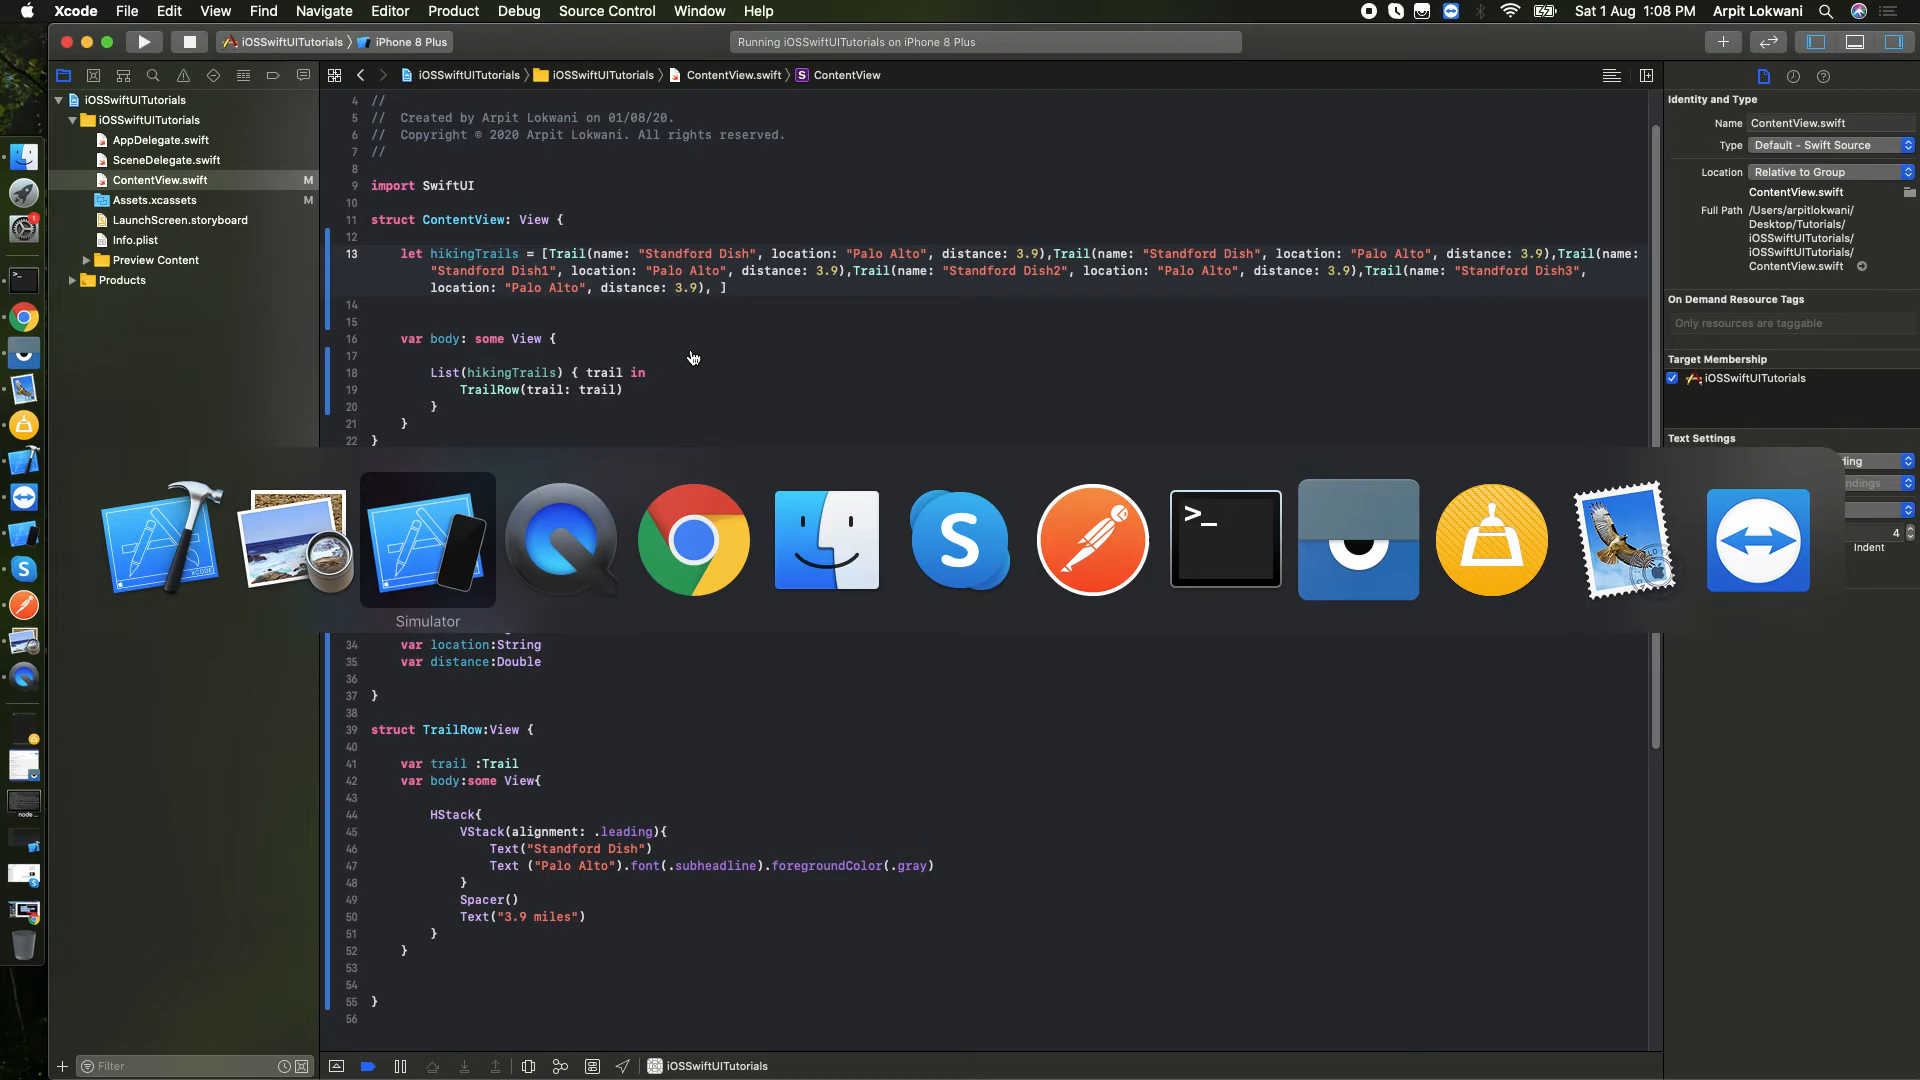 Xcode File Edit View Find Navigate Editor Product Debug Source Control Window Help
Sat 1 Aug 1:08 PM Arpit Lokwani
iOSSwiftUITutorials 〉 iPhone 8 Plus
Running iOSSwiftUITutorials on iPhone 8 Plus
iOSSwiftUITutorials 〉 iOSSwiftUITutorials 〉 ContentView.swift 〉 S ContentView
iOSSwiftUITutorials
iOSSwiftUITutorials
AppDelegate.swift
SceneDelegate.swift
ContentView.swift M
Assets.xcassets M
LaunchScreen.storyboard
Info.plist
Preview Content
Products
4 //
5 // Created by Arpit Lokwani on 01/08/20.
6 // Copyright © 2020 Arpit Lokwani. All rights reserved.
7 //
8
9 import SwiftUI
10
11 struct ContentView: View {
12
13 let hikingTrails = [Trail(name: "Standford Dish", location: "Palo Alto", distance: 3.9),Trail(name: "Standford Dish", location: "Palo Alto", distance: 3.9),Trail(name:
"Standford Dish1", location: "Palo Alto", distance: 3.9),Trail(name: "Standford Dish2", location: "Palo Alto", distance: 3.9),Trail(name: "Standford Dish3",
location: "Palo Alto", distance: 3.9), ]
14
15
16 var body: some View {
17
18 List(hikingTrails) { trail in
19 TrailRow(trail: trail)
20 }
21 }
22 }
Simulator
34 var location:String
35 var distance:Double
36
37 }
38
39 struct TrailRow:View {
40
41 var trail :Trail
42 var body:some View{
43
44 HStack{
45 VStack(alignment: .leading){
46 Text("Standford Dish")
47 Text ("Palo Alto").font(.subheadline).foregroundColor(.gray)
48 }
49 Spacer()
50 Text("3.9 miles")
51 }
52 }
53
54
55 }
56
Identity and Type
Name ContentView.swift
Type Default - Swift Source
Location Relative to Group
ContentView.swift
Full Path /Users/arpitlokwani/
Desktop/Tutorials/
iOSSwiftUITutorials/
iOSSwiftUITutorials/
ContentView.swift
On Demand Resource Tags
Only resources are taggable
Target Membership
iOSSwiftUITutorials
Text Settings
4
Indent
Filter
iOSSwiftUITutorials